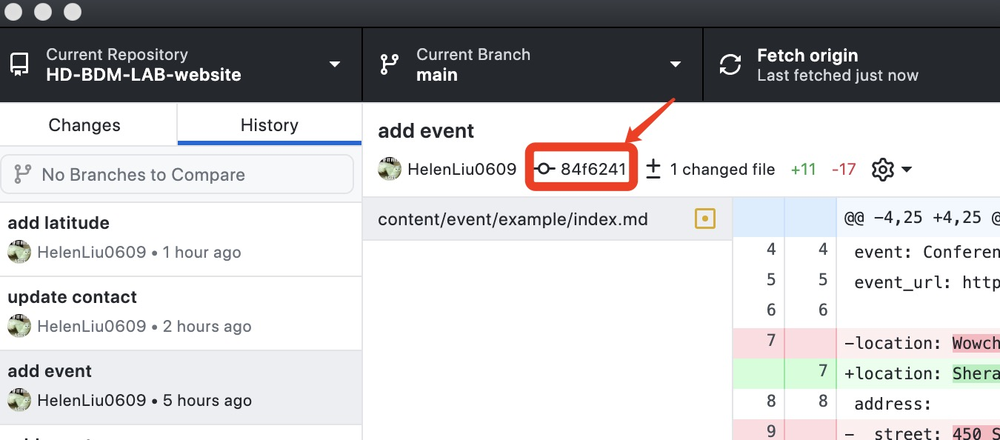 Current Repository
HD-BDM-LAB-website
Current Branch
main
Fetch origin
Last fetched just now
Changes
History
No Branches to Compare
add latitude
HelenLiu0609 • 1 hour ago
update contact
HelenLiu0609 • 2 hours ago
add event
HelenLiu0609 • 5 hours ago
add event
HelenLiu0609 84f6241 1 changed file +11 -17
content/event/example/index.md
@@ -4,25 +4,25 @
4 4 event: Conferen
5 5 event_url: http
6 6
7 -location: Wowch
7 +location: Shera
8 8 address:
9 - street: 450 S